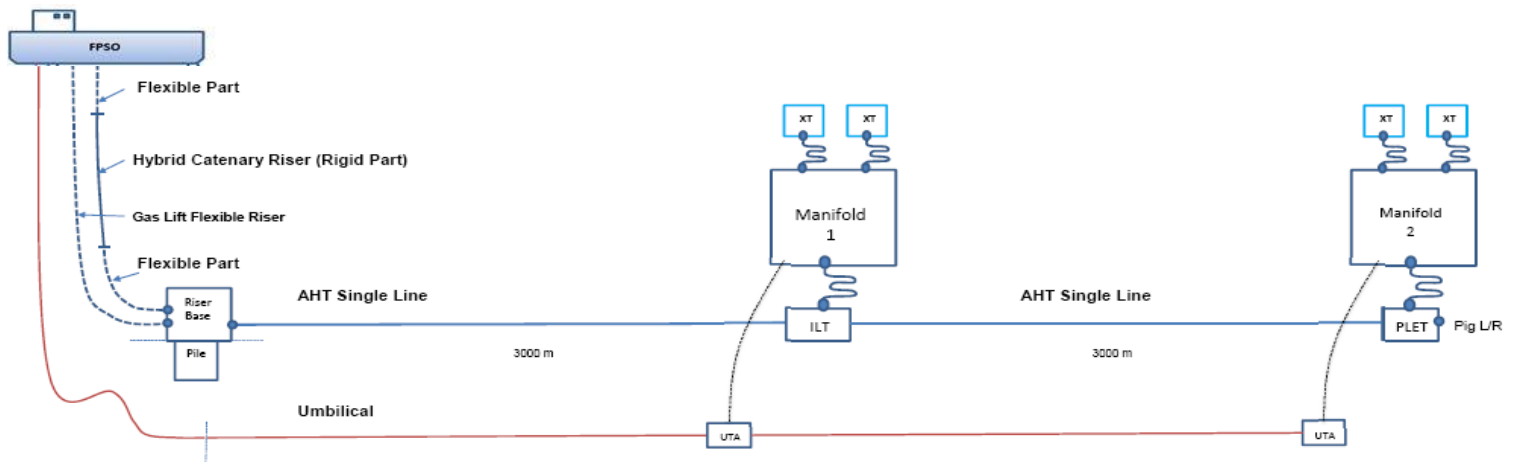 FPSO
Flexible Part
Hybrid Catenary Riser (Rigid Part)
Gas Lift Flexible Riser
Flexible Part
Riser
Base
Pile
AHT Single Line
3000 m
XT
XT
Manifold
1
ILT
AHT Single Line
3000 m
XT
XT
Manifold
2
PLET
Pig L/R
Umbilical
UTA
UTA